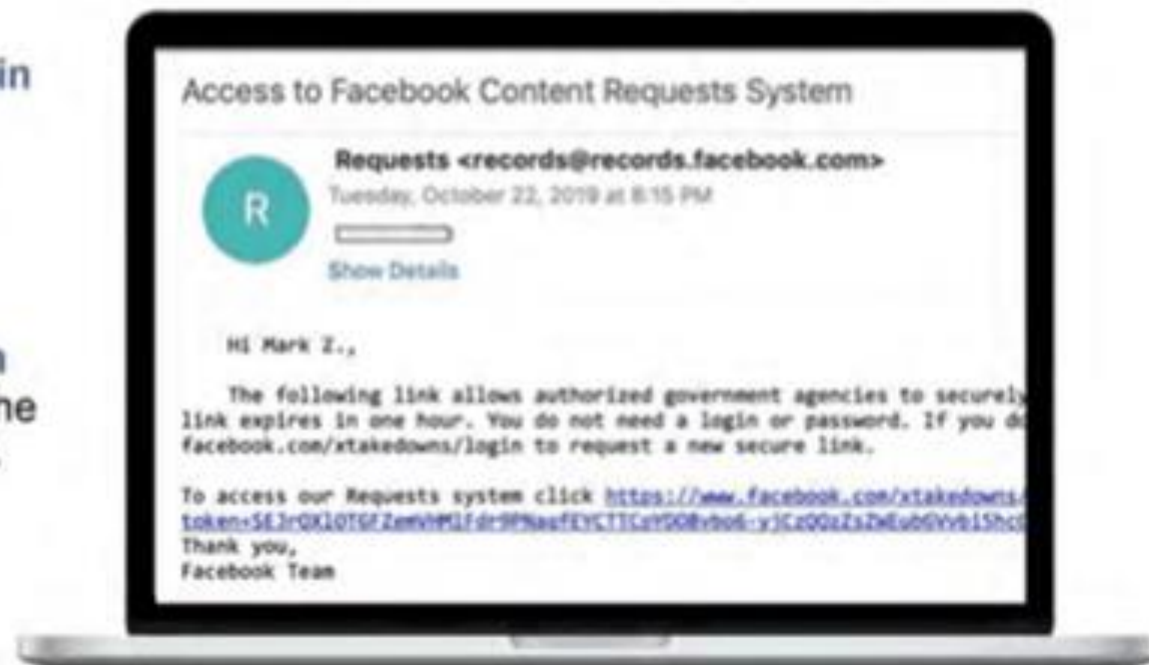 in
Access to Facebook Content Requests System
R
Requests <records@records.facebook.com>
Tuesday, October 22, 2019 at 8:15 PM
Show Details
Hi Mark Z.,
The following link allows authorized government agencies to securely
link expires in one hour. You do not need a login or password. If you do
facebook.com/xtakedowns/login to request a new secure link.
To access our Requests system click https://www.facebook.com/xtakedowns/
Thank you,
Facebook Team